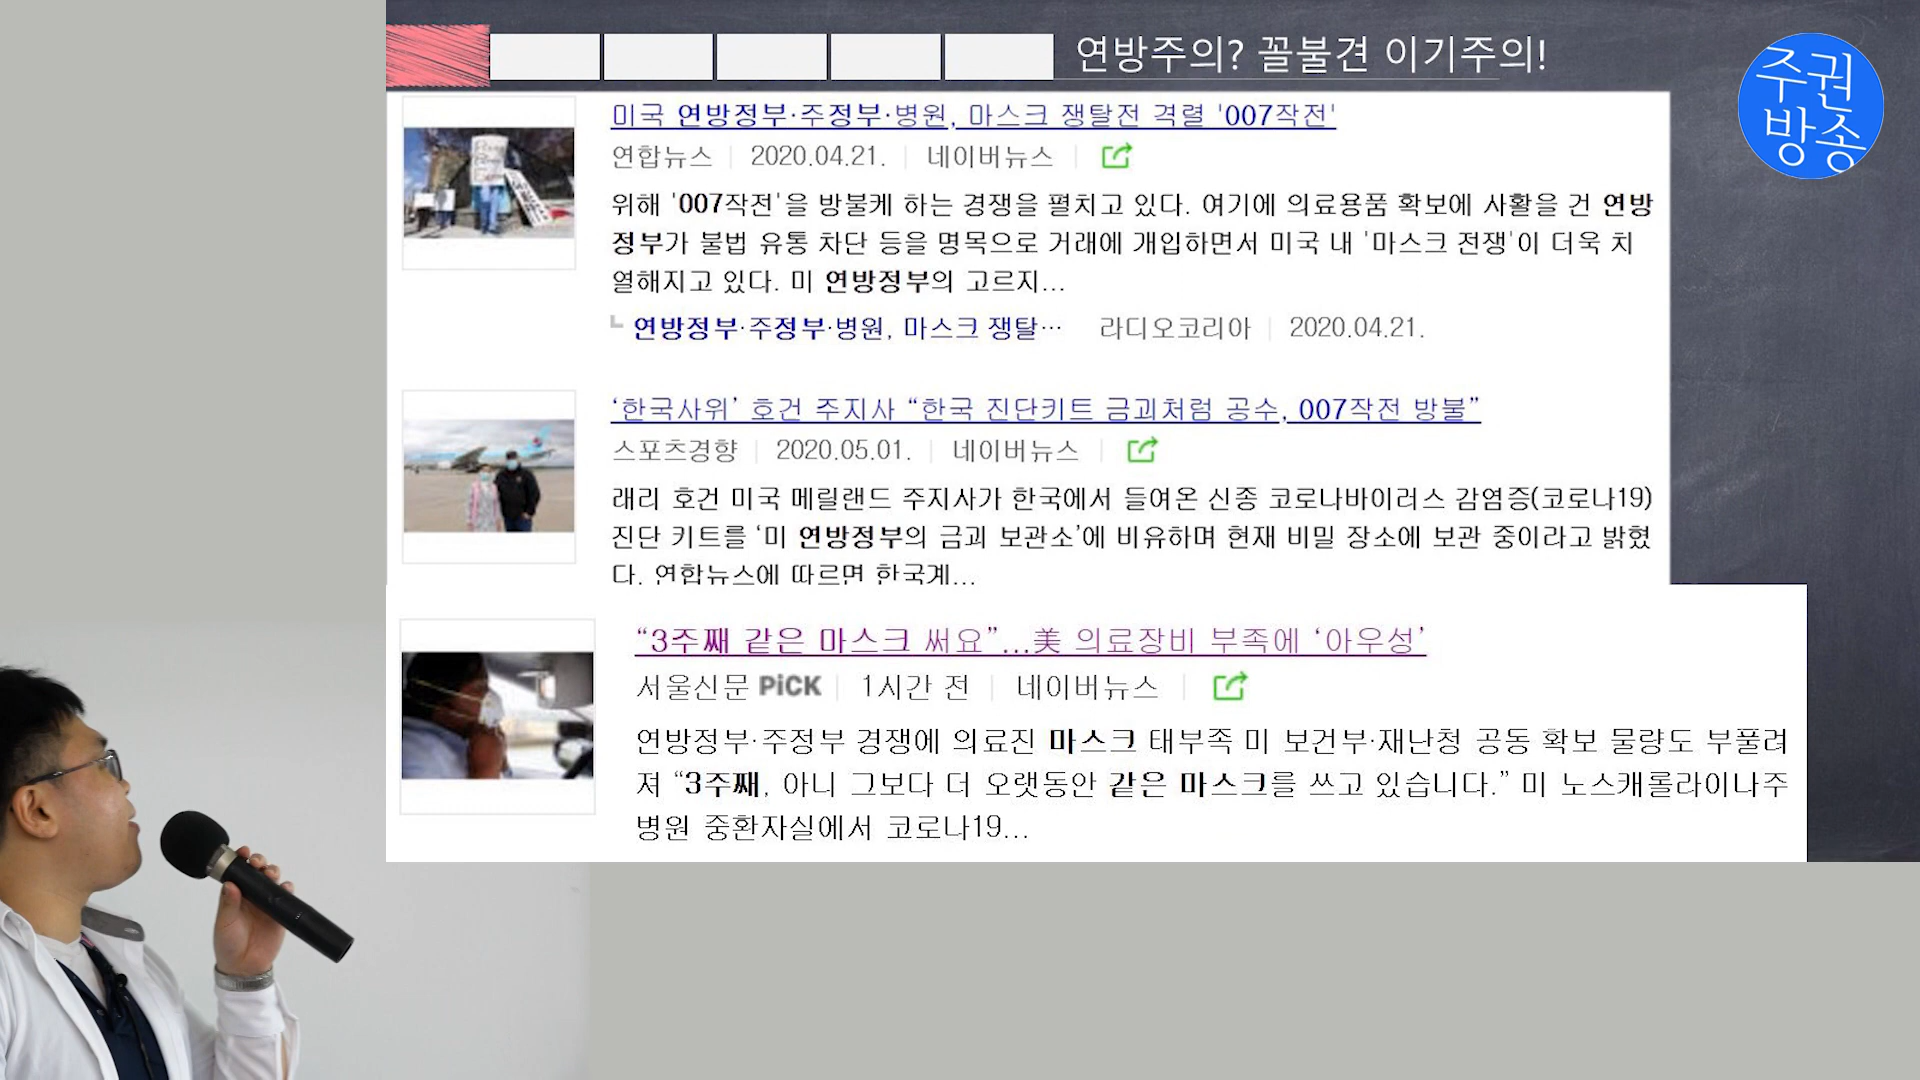 연방주의? 꼴불견 이기주의!
주권
방송
미국 연방정부·주정부·병원, 마스크 쟁탈전 격렬 '007작전'
연합뉴스 2020.04.21. 네이버뉴스
위해 '007작전'을 방불케 하는 경쟁을 펼치고 있다. 여기에 의료용품 확보에 사활을 건 연방
정부가 불법 유통 차단 등을 명목으로 거래에 개입하면서 미국 내 '마스크 전쟁'이 더욱 치
열해지고 있다. 미 연방정부의 고르지...
연방정부·주정부·병원, 마스크 쟁탈… 라디오코리아 2020.04.21.
‘한국사위’ 호건 주지사 “한국 진단키트 금괴처럼 공수, 007작전 방불”
스포츠경향 2020.05.01. 네이버뉴스
래리 호건 미국 메릴랜드 주지사가 한국에서 들여온 신종 코로나바이러스 감염증(코로나19)
진단 키트를 ‘미 연방정부의 금괴 보관소’에 비유하며 현재 비밀 장소에 보관 중이라고 밝혔
다. 연합뉴스에 따르면 한국계...
“3주째 같은 마스크 써요”...美 의료장비 부족에 ‘아우성’
서울신문 PiCK 1시간 전 네이버뉴스
연방정부·주정부 경쟁에 의료진 마스크 태부족 미 보건부·재난청 공동 확보 물량도 부풀려
져 “3주째, 아니 그보다 더 오랫동안 같은 마스크를 쓰고 있습니다.” 미 노스캐롤라이나주
병원 중환자실에서 코로나19...